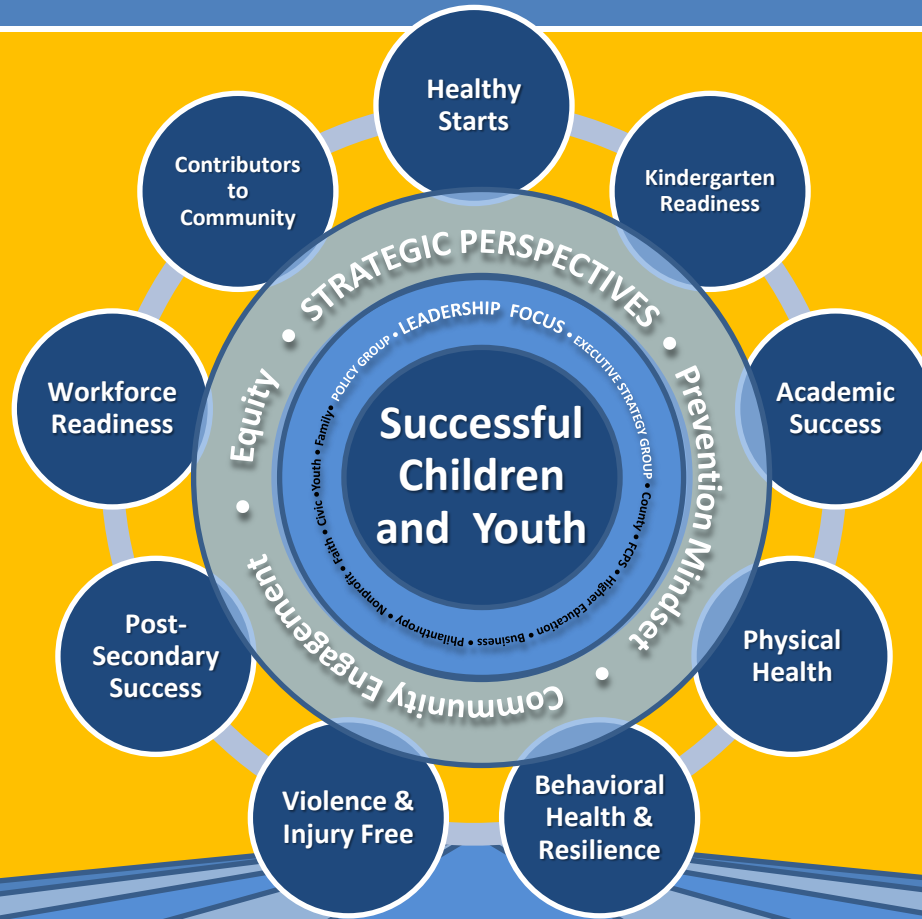 Healthy
Starts
Kindergarten
Readiness
Academic
Success
Physical
Health
Behavioral
Health &
Resilience
Violence &
Injury Free
Post-
Secondary
Success
Workforce
Readiness
Contributors
to
Community
• STRATEGIC PERSPECTIVES • Prevention Mindset • Community Engagement • Equity
POLICY GROUP • LEADERSHIP FOCUS • EXECUTIVE STRATEGY GROUP • County • FCPS • Higher Education • Business • Philanthropy • Nonprofit • Faith • Civic • Youth • Family •
Successful
Children
and Youth